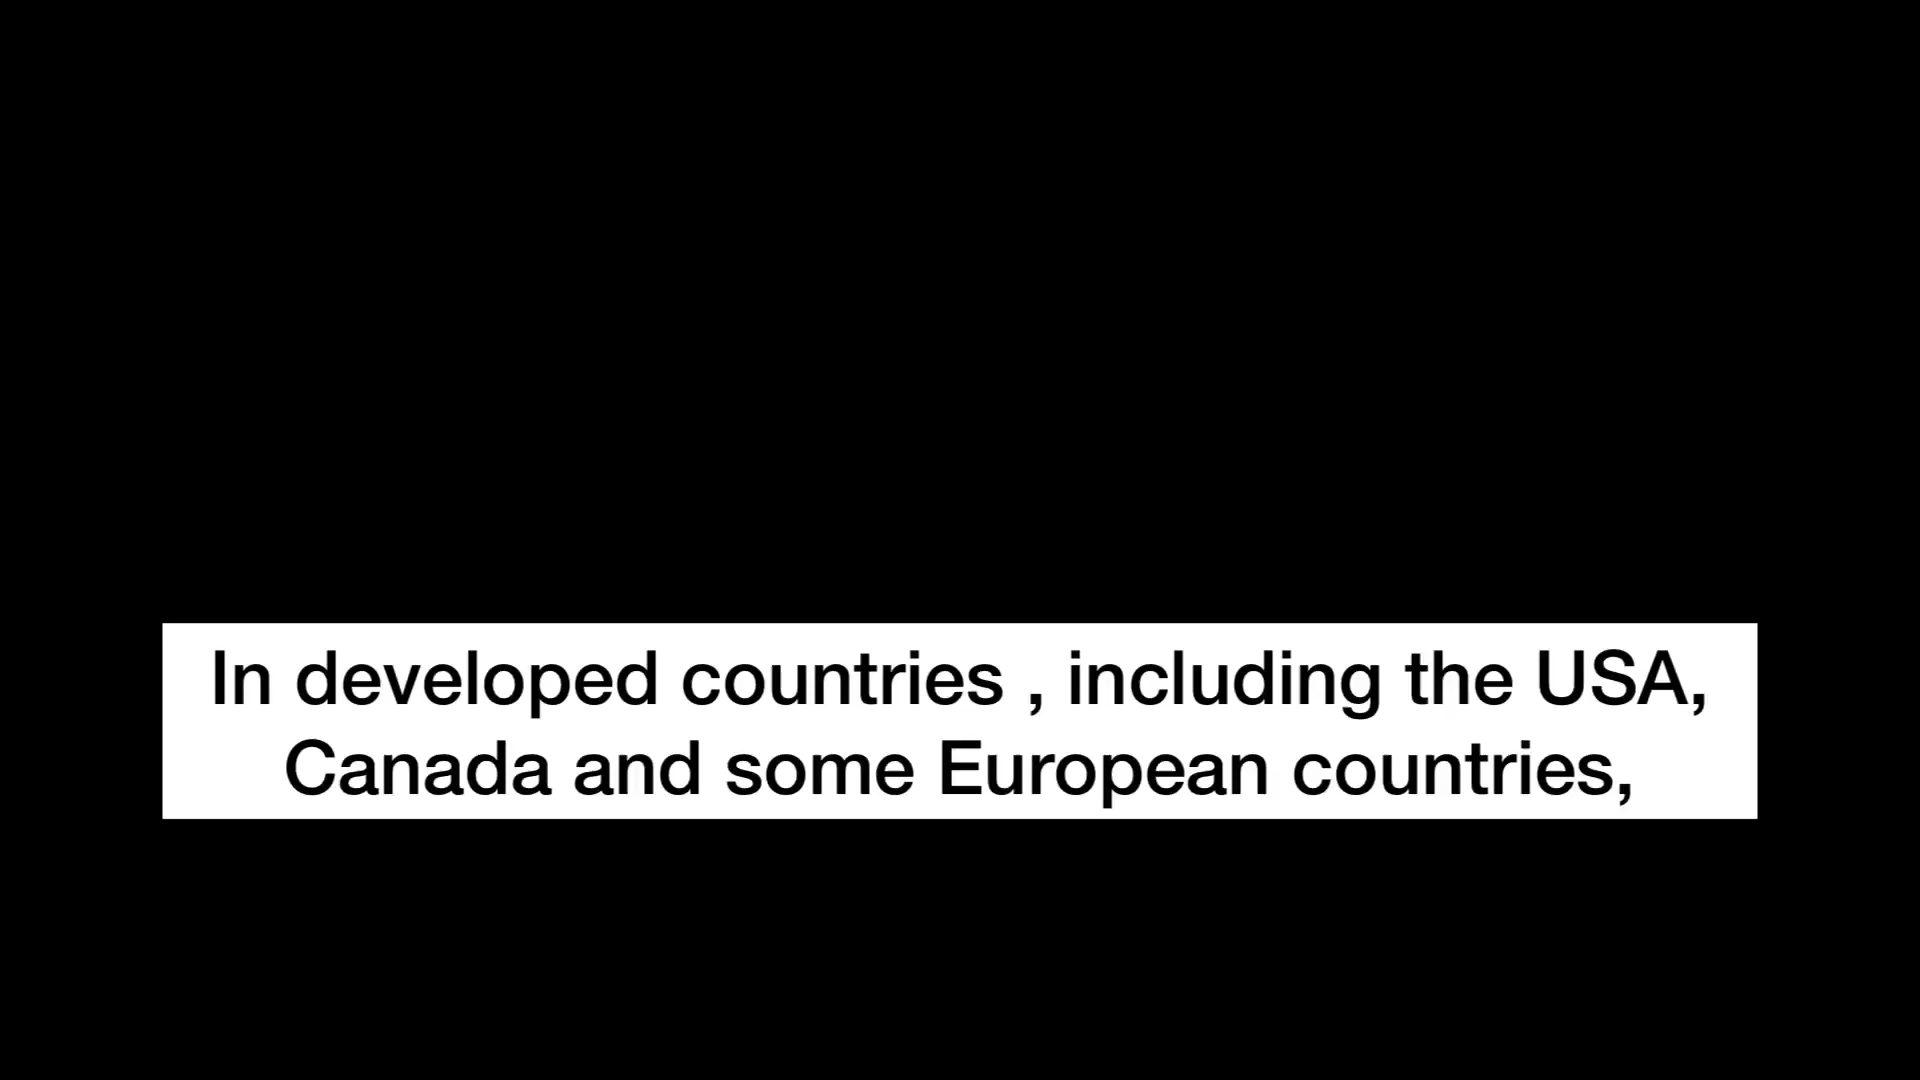 In developed countries , including the USA,
Canada and some European countries,